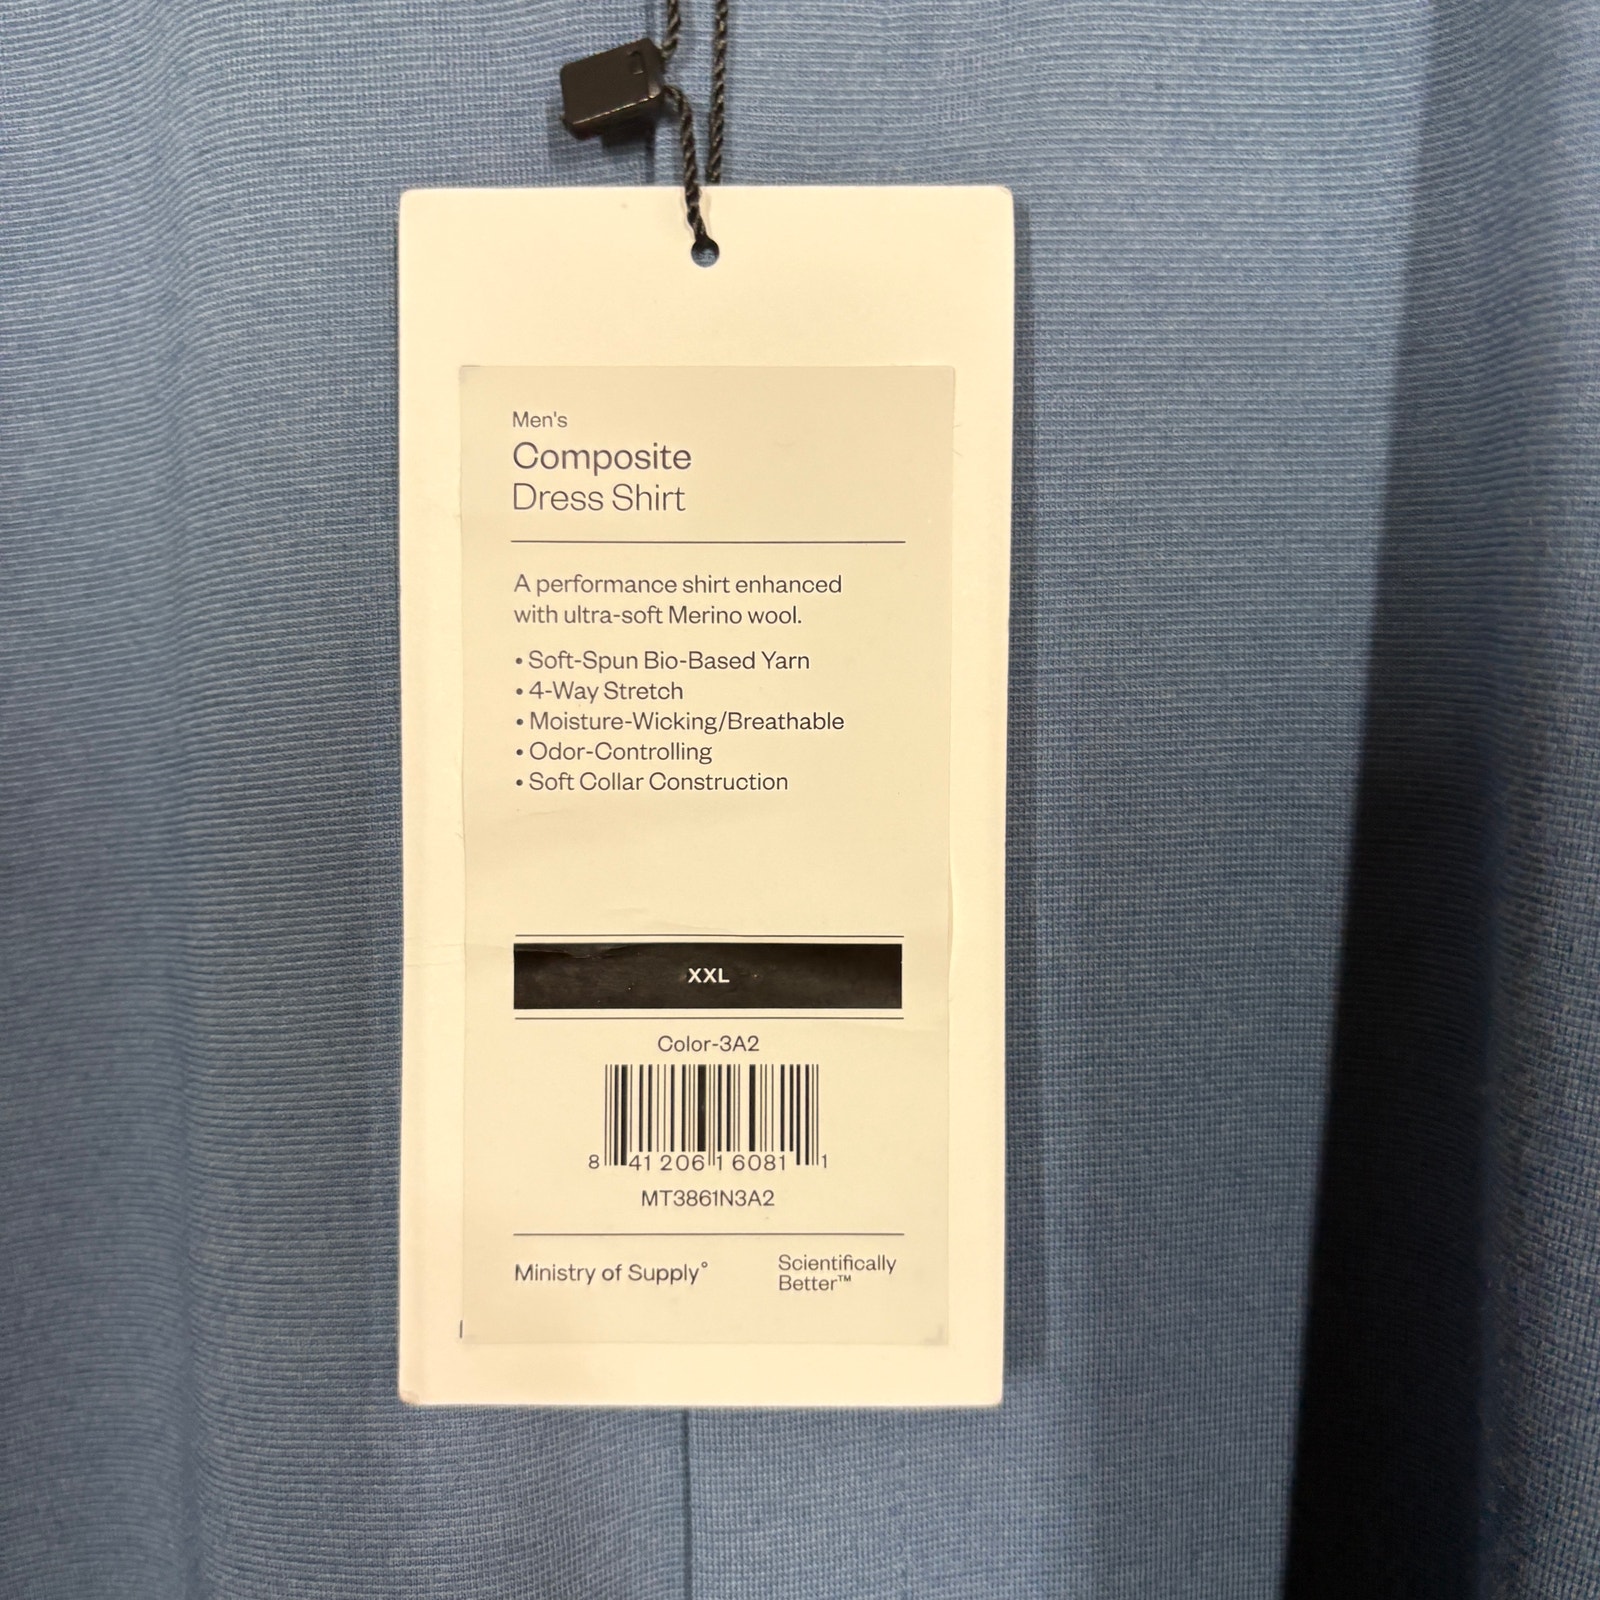 Men's
Composite
Dress Shirt
A performance shirt enhanced
with ultra-soft Merino wool.
• Soft-Spun Bio-Based Yarn
• 4-Way Stretch
• Moisture-Wicking/Breathable
• Odor-Controlling
• Soft Collar Construction
XXL
Color-3A2
8 41206 16081 1
MT3861N3A2
Ministry of Supply°
Scientifically
Better™